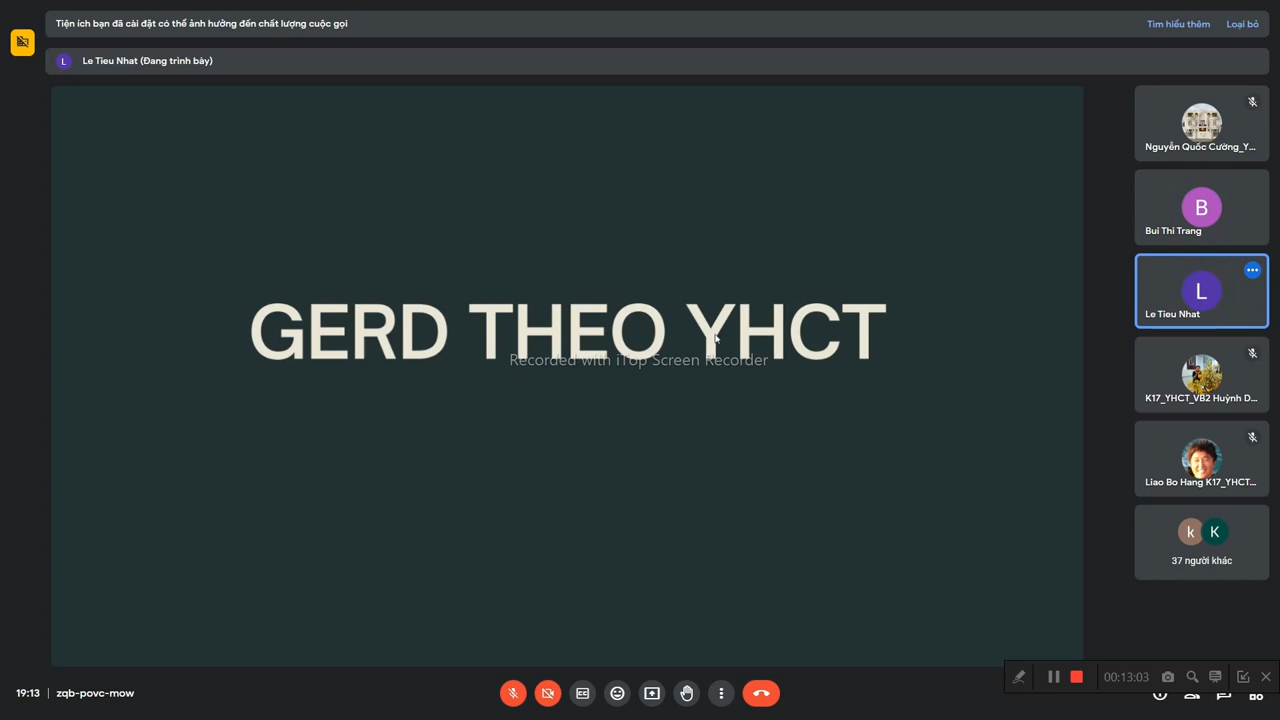 Tiện ích bạn đã cài đặt có thể ảnh hưởng đến chất lượng cuộc gọi
Tìm hiểu thêm
Loại bỏ
Le Tieu Nhat (Đang trình bày)
L
GERD THEO YHCT
Recorded with iTop Screen Recorder
Nguyễn Quốc Cường_Y...
B
Bui Thi Trang
L
Le Tieu Nhat
K17_YHCT_VB2 Huỳnh D...
Liao Bo Hang K17_YHCT...
k K
37 người khác
19:13 | zqb-povc-mow
00:13:03